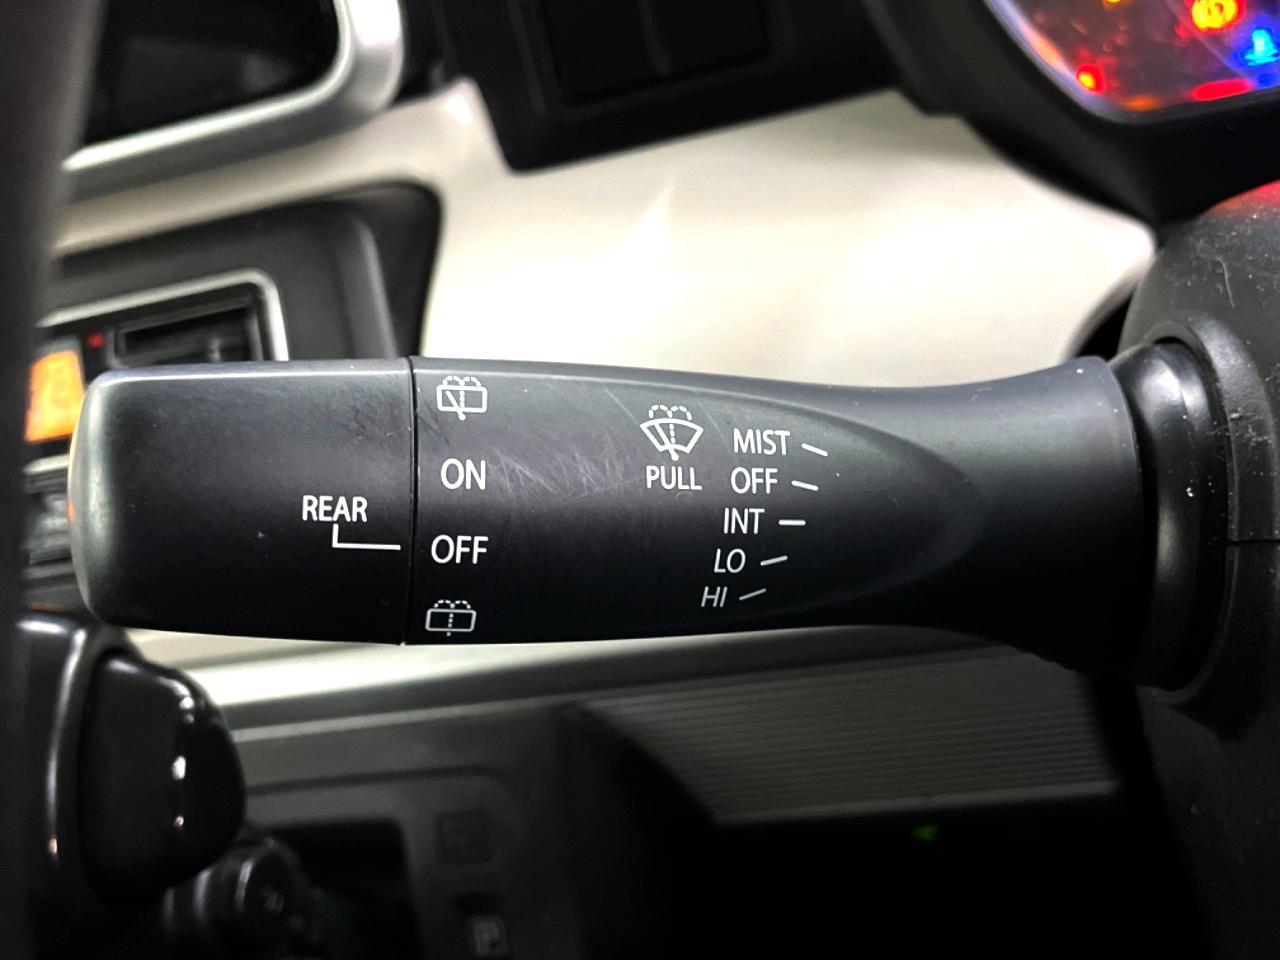 ON
REAR
OFF
PULL
MIST
OFF
INT
LO
HI
P